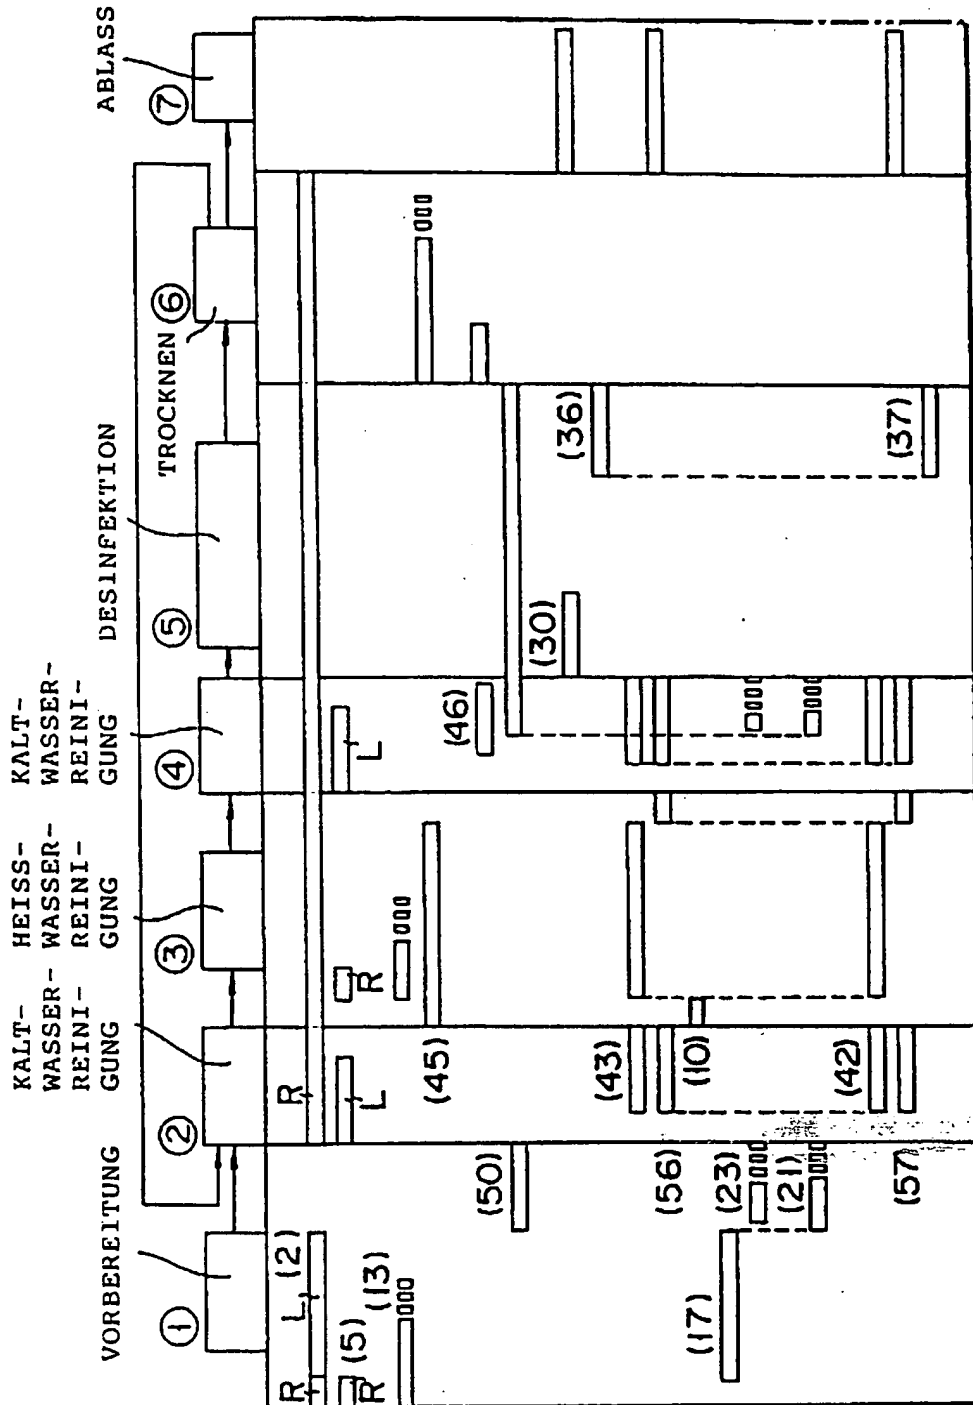 ① VORBEREITUNG
② KALT-
WASSER-
REINI-
GUNG
③ HEISS-
WASSER-
REINI-
GUNG
④ KALT-
WASSER-
REINI-
GUNG
⑤ DESINFEKTION
⑥ TROCKNEN
⑦ ABLASS
R L (2) R
(5) R L R L
(13)
(45)
(46)
(50)
(30)
(36)
(43)
(56)
(10)
(17)
(23)
(21)
(42)
(57)
(37)